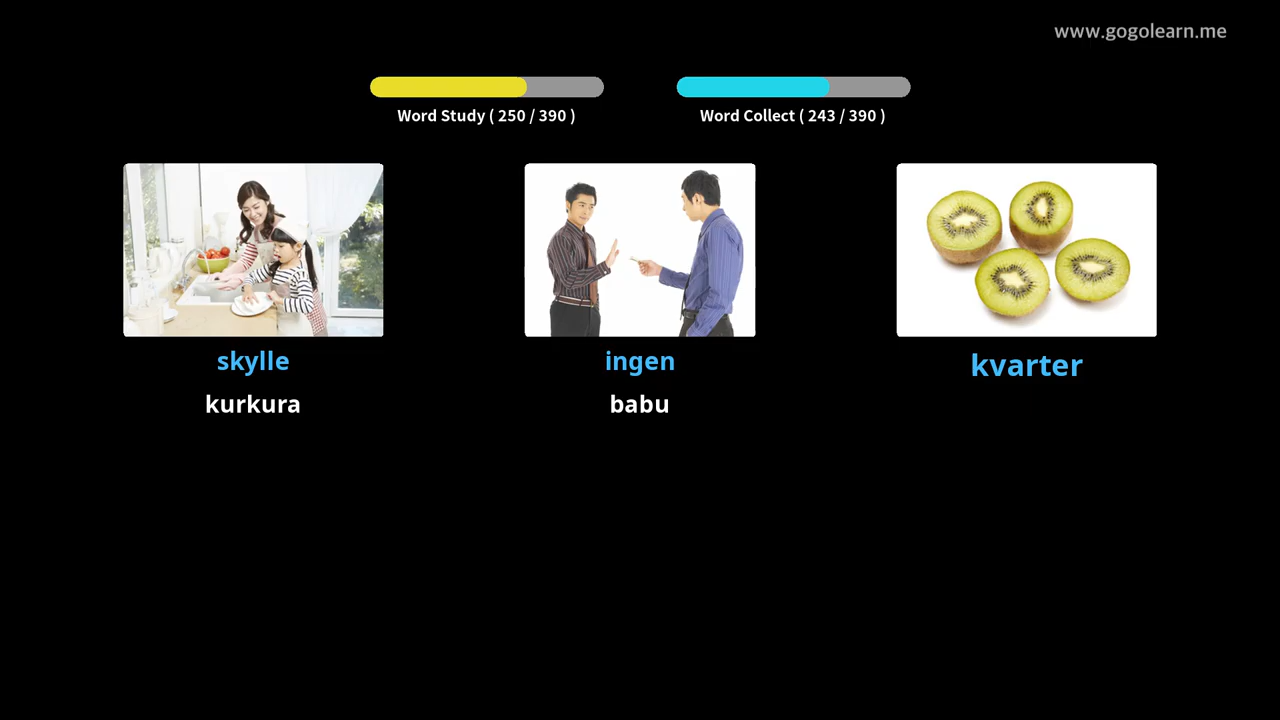 www.gogolearn.me
Word Study ( 250 / 390 )
Word Collect ( 243 / 390 )
skylle
ingen
kvarter
kurkura
babu